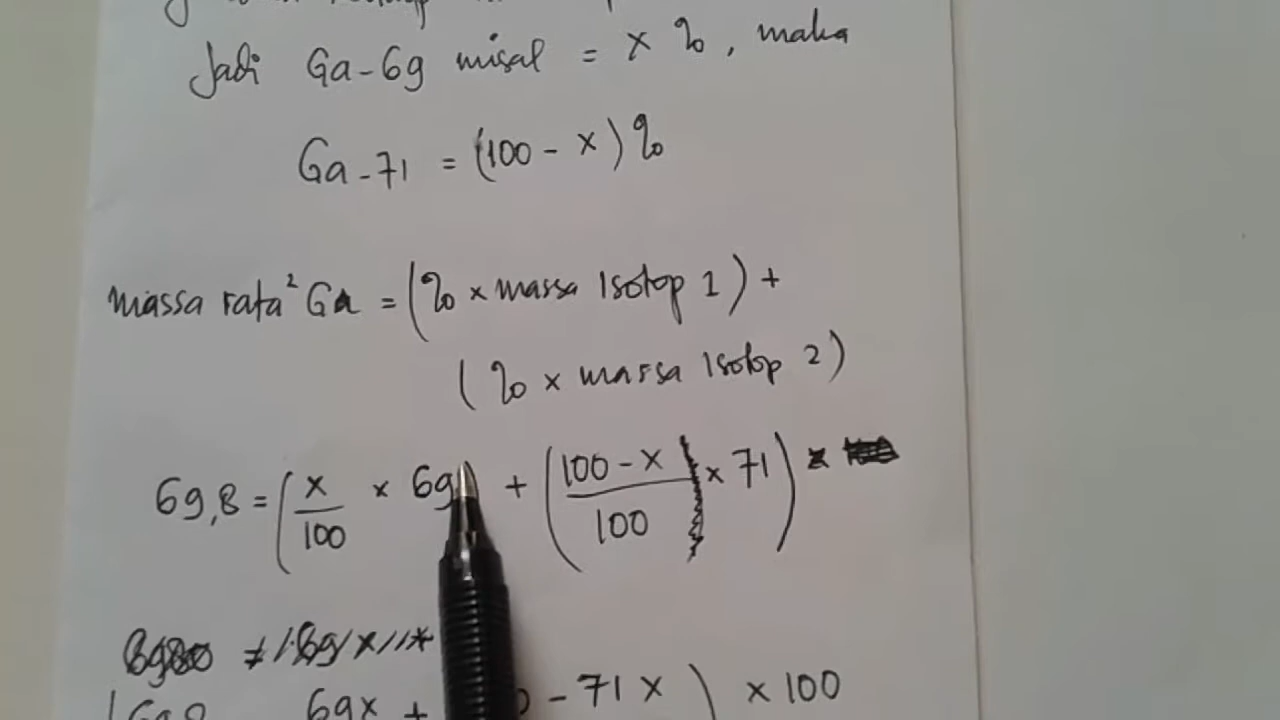 Jadi Ga-69 misal = x %, maka
Ga-71 = (100 - x) %
massa rata² Ga = (% x massa Isotop 1) +
(% x massa Isotop 2)
69,8 = (x/100 x 69) + (100 - x/100 x 71)
69x + - 71 x) x 100